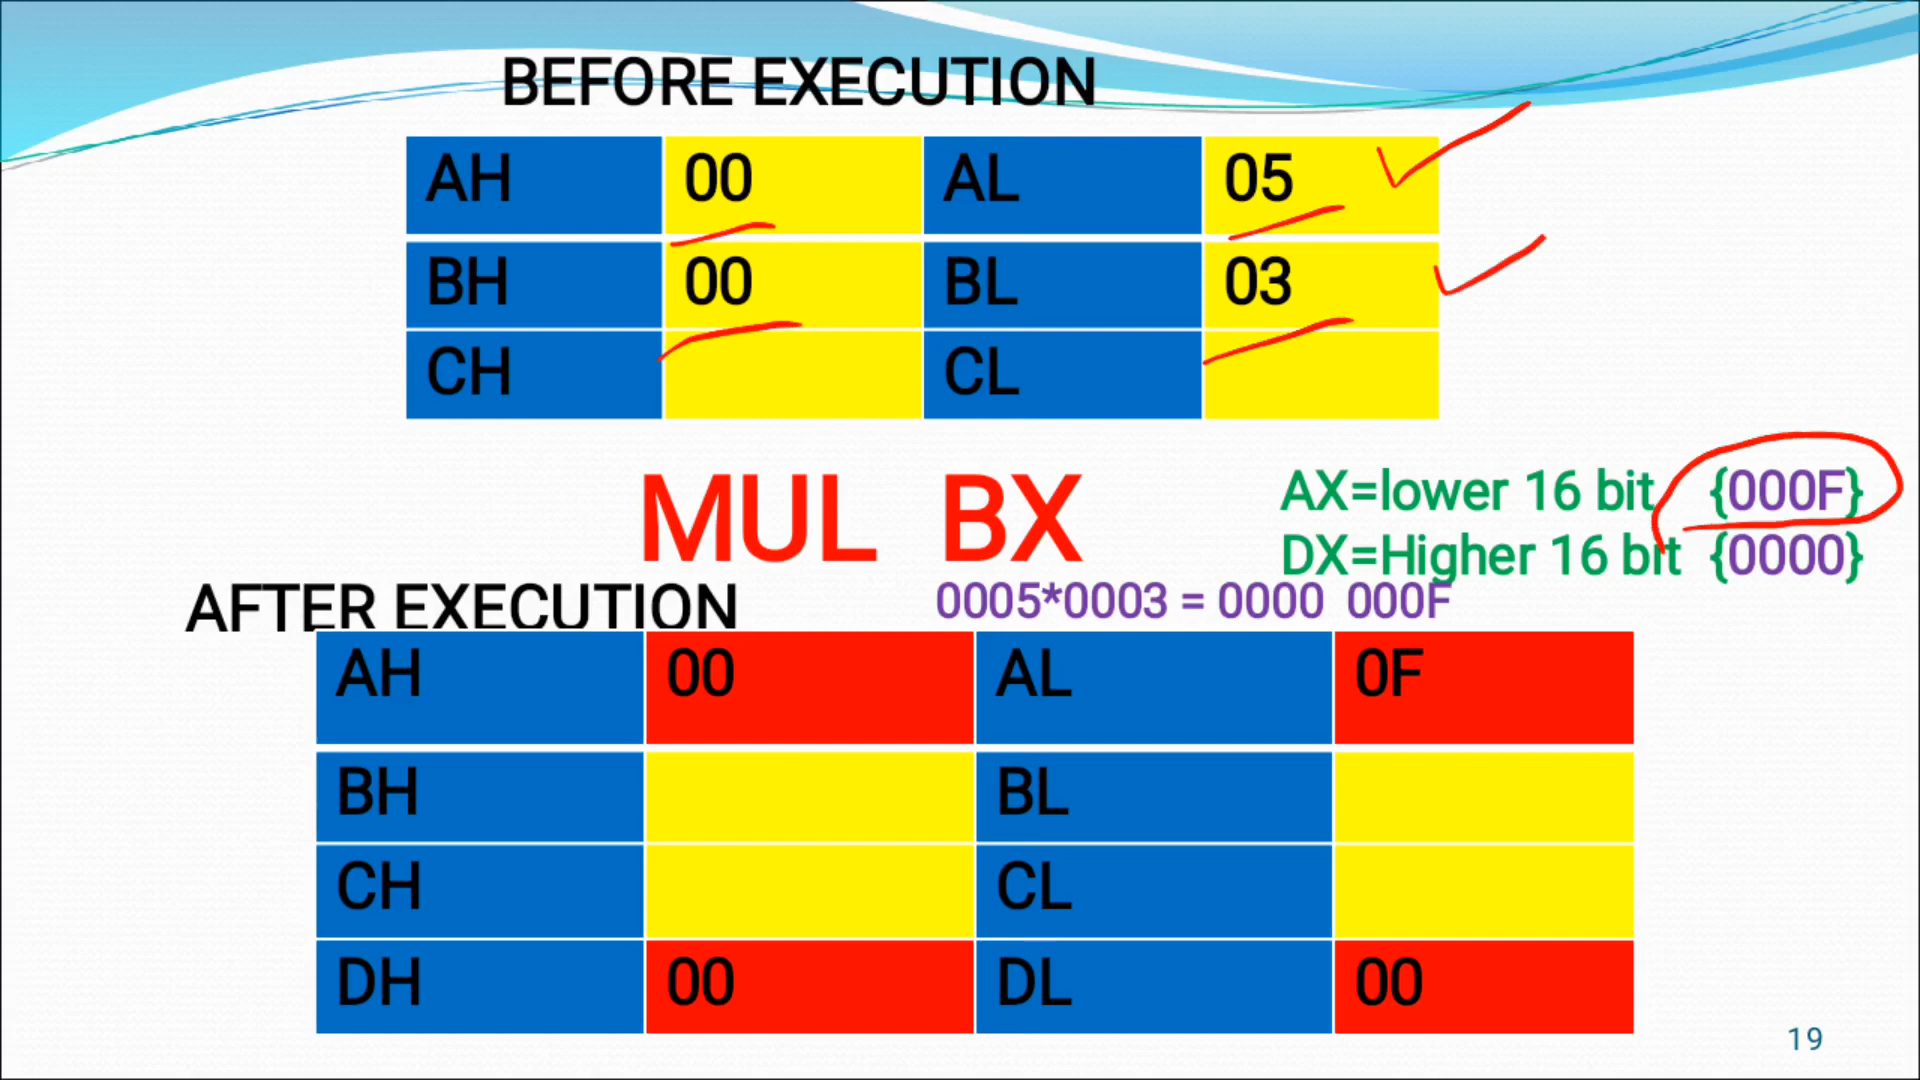 BEFORE EXECUTION
AH 00 AL 05
BH 00 BL 03
CH CL
MUL BX
AX=lower 16 bit {000F}
DX=Higher 16 bit {0000}
0005*0003 = 0000 000F
AFTER EXECUTION
AH 00 AL 0F
BH BL
CH CL
DH 00 DL 00
19